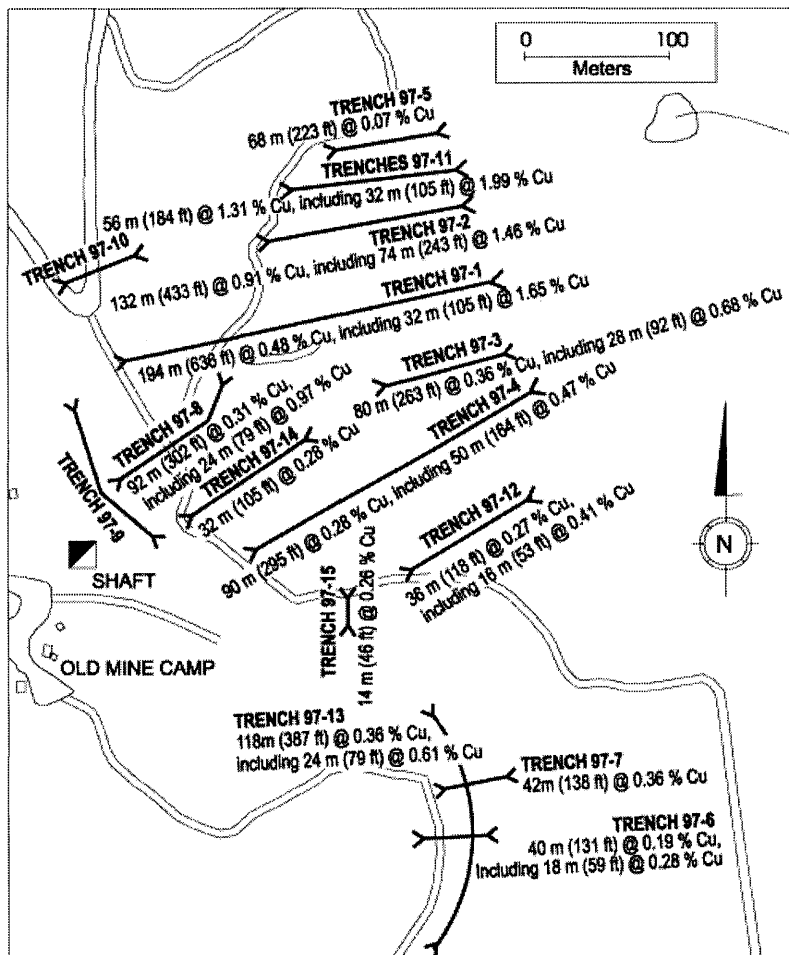 0 100
Meters
TRENCH 97-5
68 m (223 ft) @ 0.07 % Cu
TRENCHES 97-11
56 m (184 ft) @ 1.31 % Cu, including 32 m (105 ft) @ 1.99 % Cu
TRENCH 97-2
132 m (433 ft) @ 0.91 % Cu, including 74 m (243 ft) @ 1.46 % Cu
TRENCH 97-10
TRENCH 97-1
194 m (636 ft) @ 0.48 % Cu, including 32 m (105 ft) @ 1.65 % Cu
TRENCH 97-3
80 m (263 ft) @ 0.36 % Cu, including 28 m (92 ft) @ 0.68 % Cu
TRENCH 97-8
92 m (302 ft) @ 0.31 % Cu,
including 24 m (79 ft) @ 0.97 % Cu
TRENCH 97-14
32 m (105 ft) @ 0.28 % Cu
TRENCH 97-4
90 m (295 ft) @ 0.28 % Cu, including 50 m (164 ft) @ 0.47 % Cu
TRENCH 97-9
TRENCH 97-12
36 m (118 ft) @ 0.27 % Cu,
including 16 m (53 ft) @ 0.41 % Cu
N
SHAFT
TRENCH 97-15
14 m (46 ft) @ 0.26 % Cu
OLD MINE CAMP
TRENCH 97-13
118m (387 ft) @ 0.36 % Cu,
including 24 m (79 ft) @ 0.61 % Cu
TRENCH 97-7
42m (138 ft) @ 0.36 % Cu
TRENCH 97-6
40 m (131 ft) @ 0.19 % Cu,
Including 18 m (59 ft) @ 0.28 % Cu